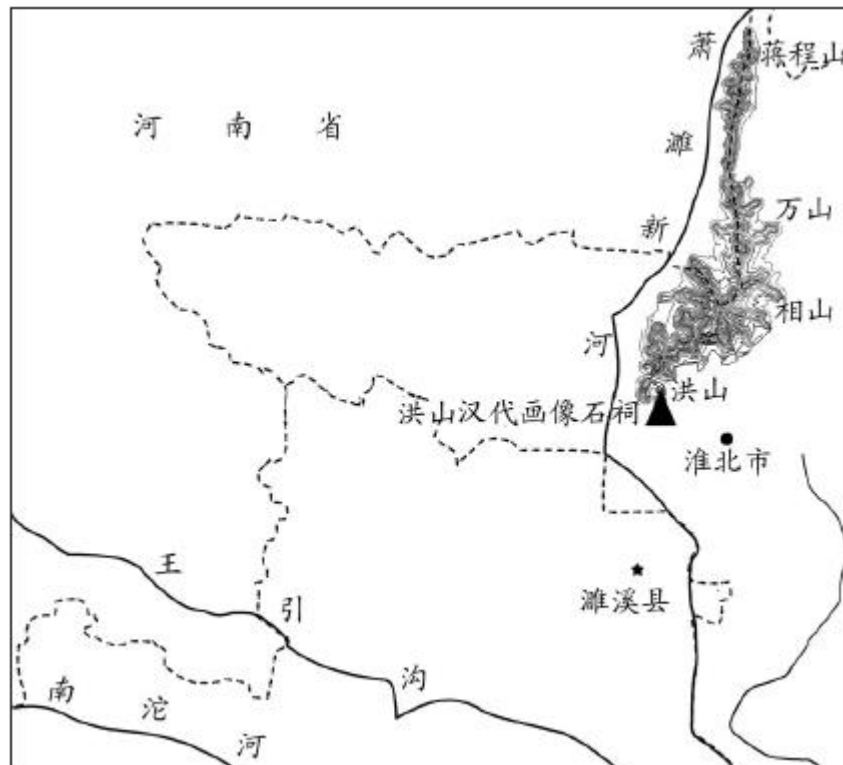 蒋程山
河南省
万山
萧濉新河
相山
洪山
洪山汉代画像石祠
淮北市
濉溪县
王引沟
南沱河